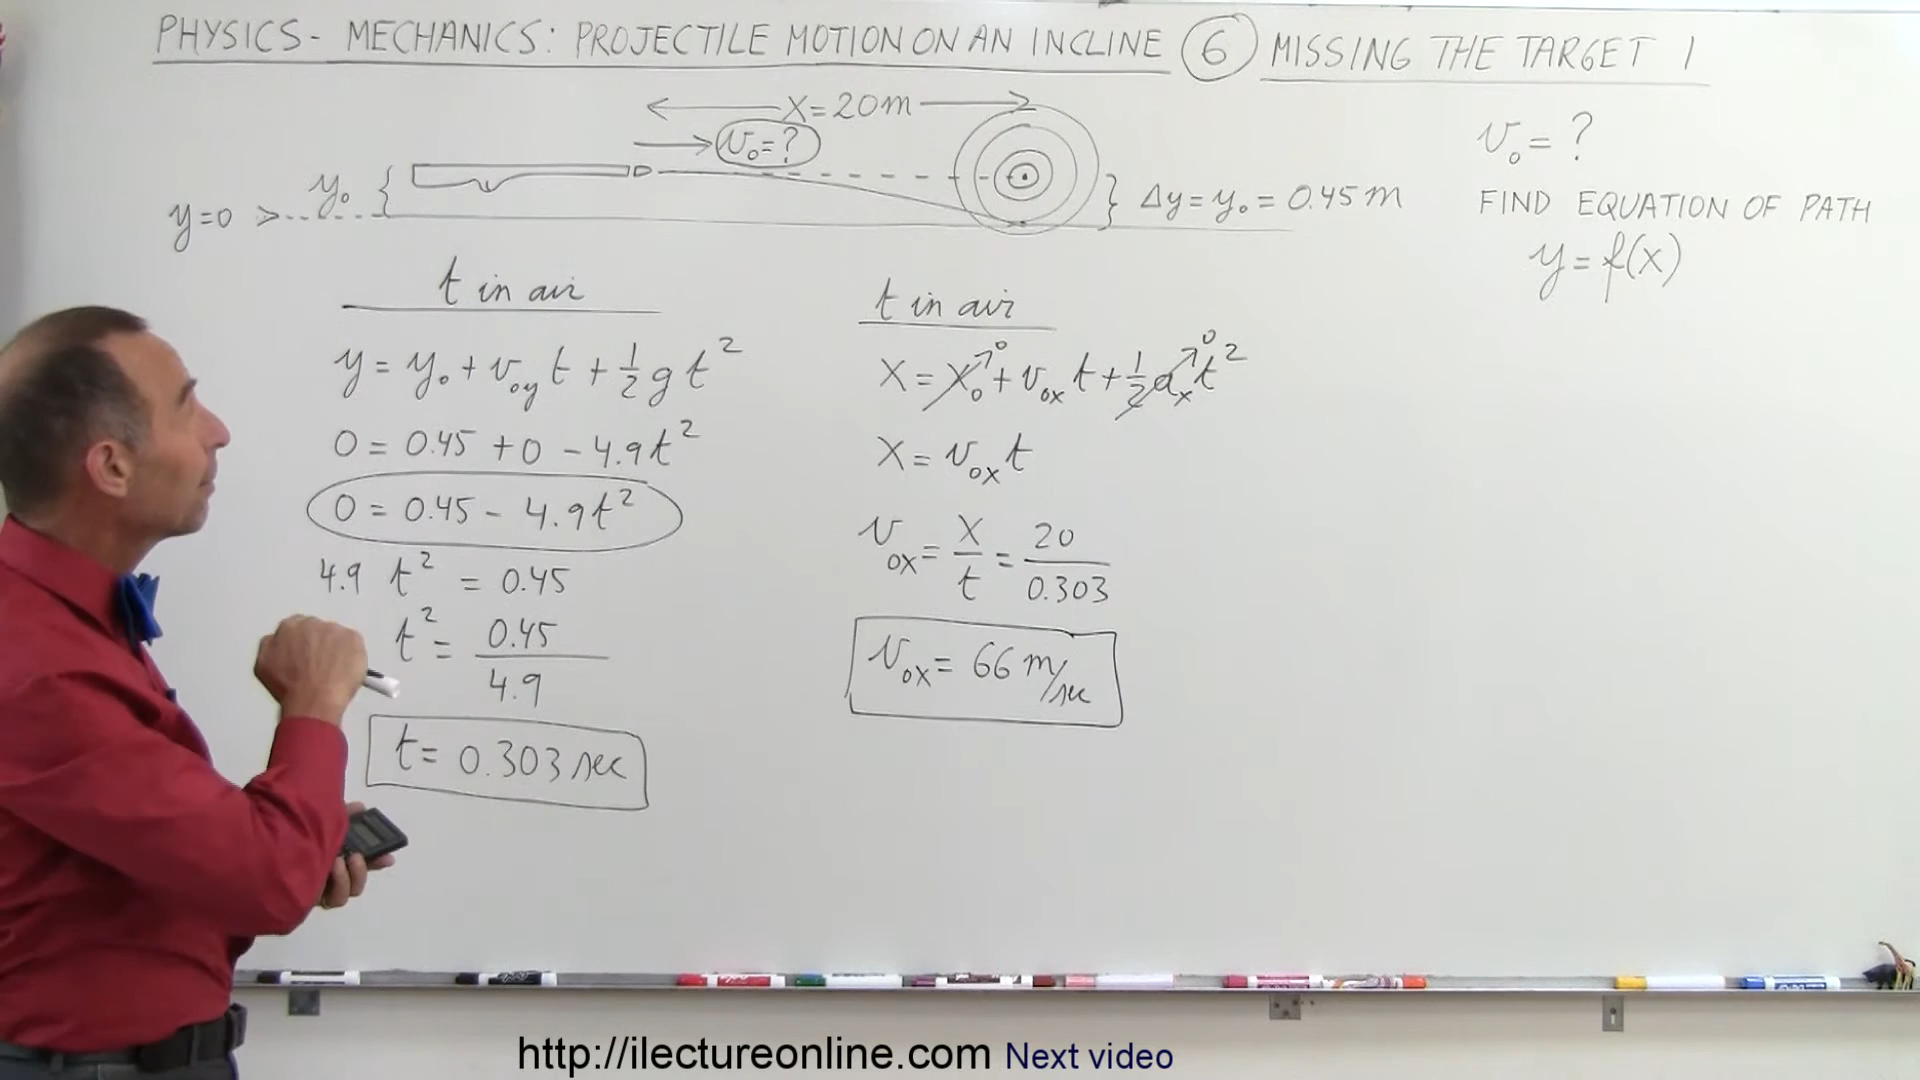 PHYSICS - MECHANICS: PROJECTILE MOTION ON AN INCLINE 6 MISSING THE TARGET 1
X=20m
v₀=?
y₀
y=0
Δy = y₀ = 0.45 m
v₀ = ?
FIND EQUATION OF PATH
y = f(x)
t in air
y = y₀ + v₀y t + 1/2 g t²
0 = 0.45 + 0 - 4.9t²
0 = 0.45 - 4.9t²
4.9 t² = 0.45
t² = 0.45/4.9
t = 0.303 sec
t in air
X = X₀ 0 + v₀x t + 1/2 aₓ 0 t²
X = v₀x t
v₀x = X/t = 20/0.303
v₀x = 66 m/sec
http://ilectureonline.com Next video